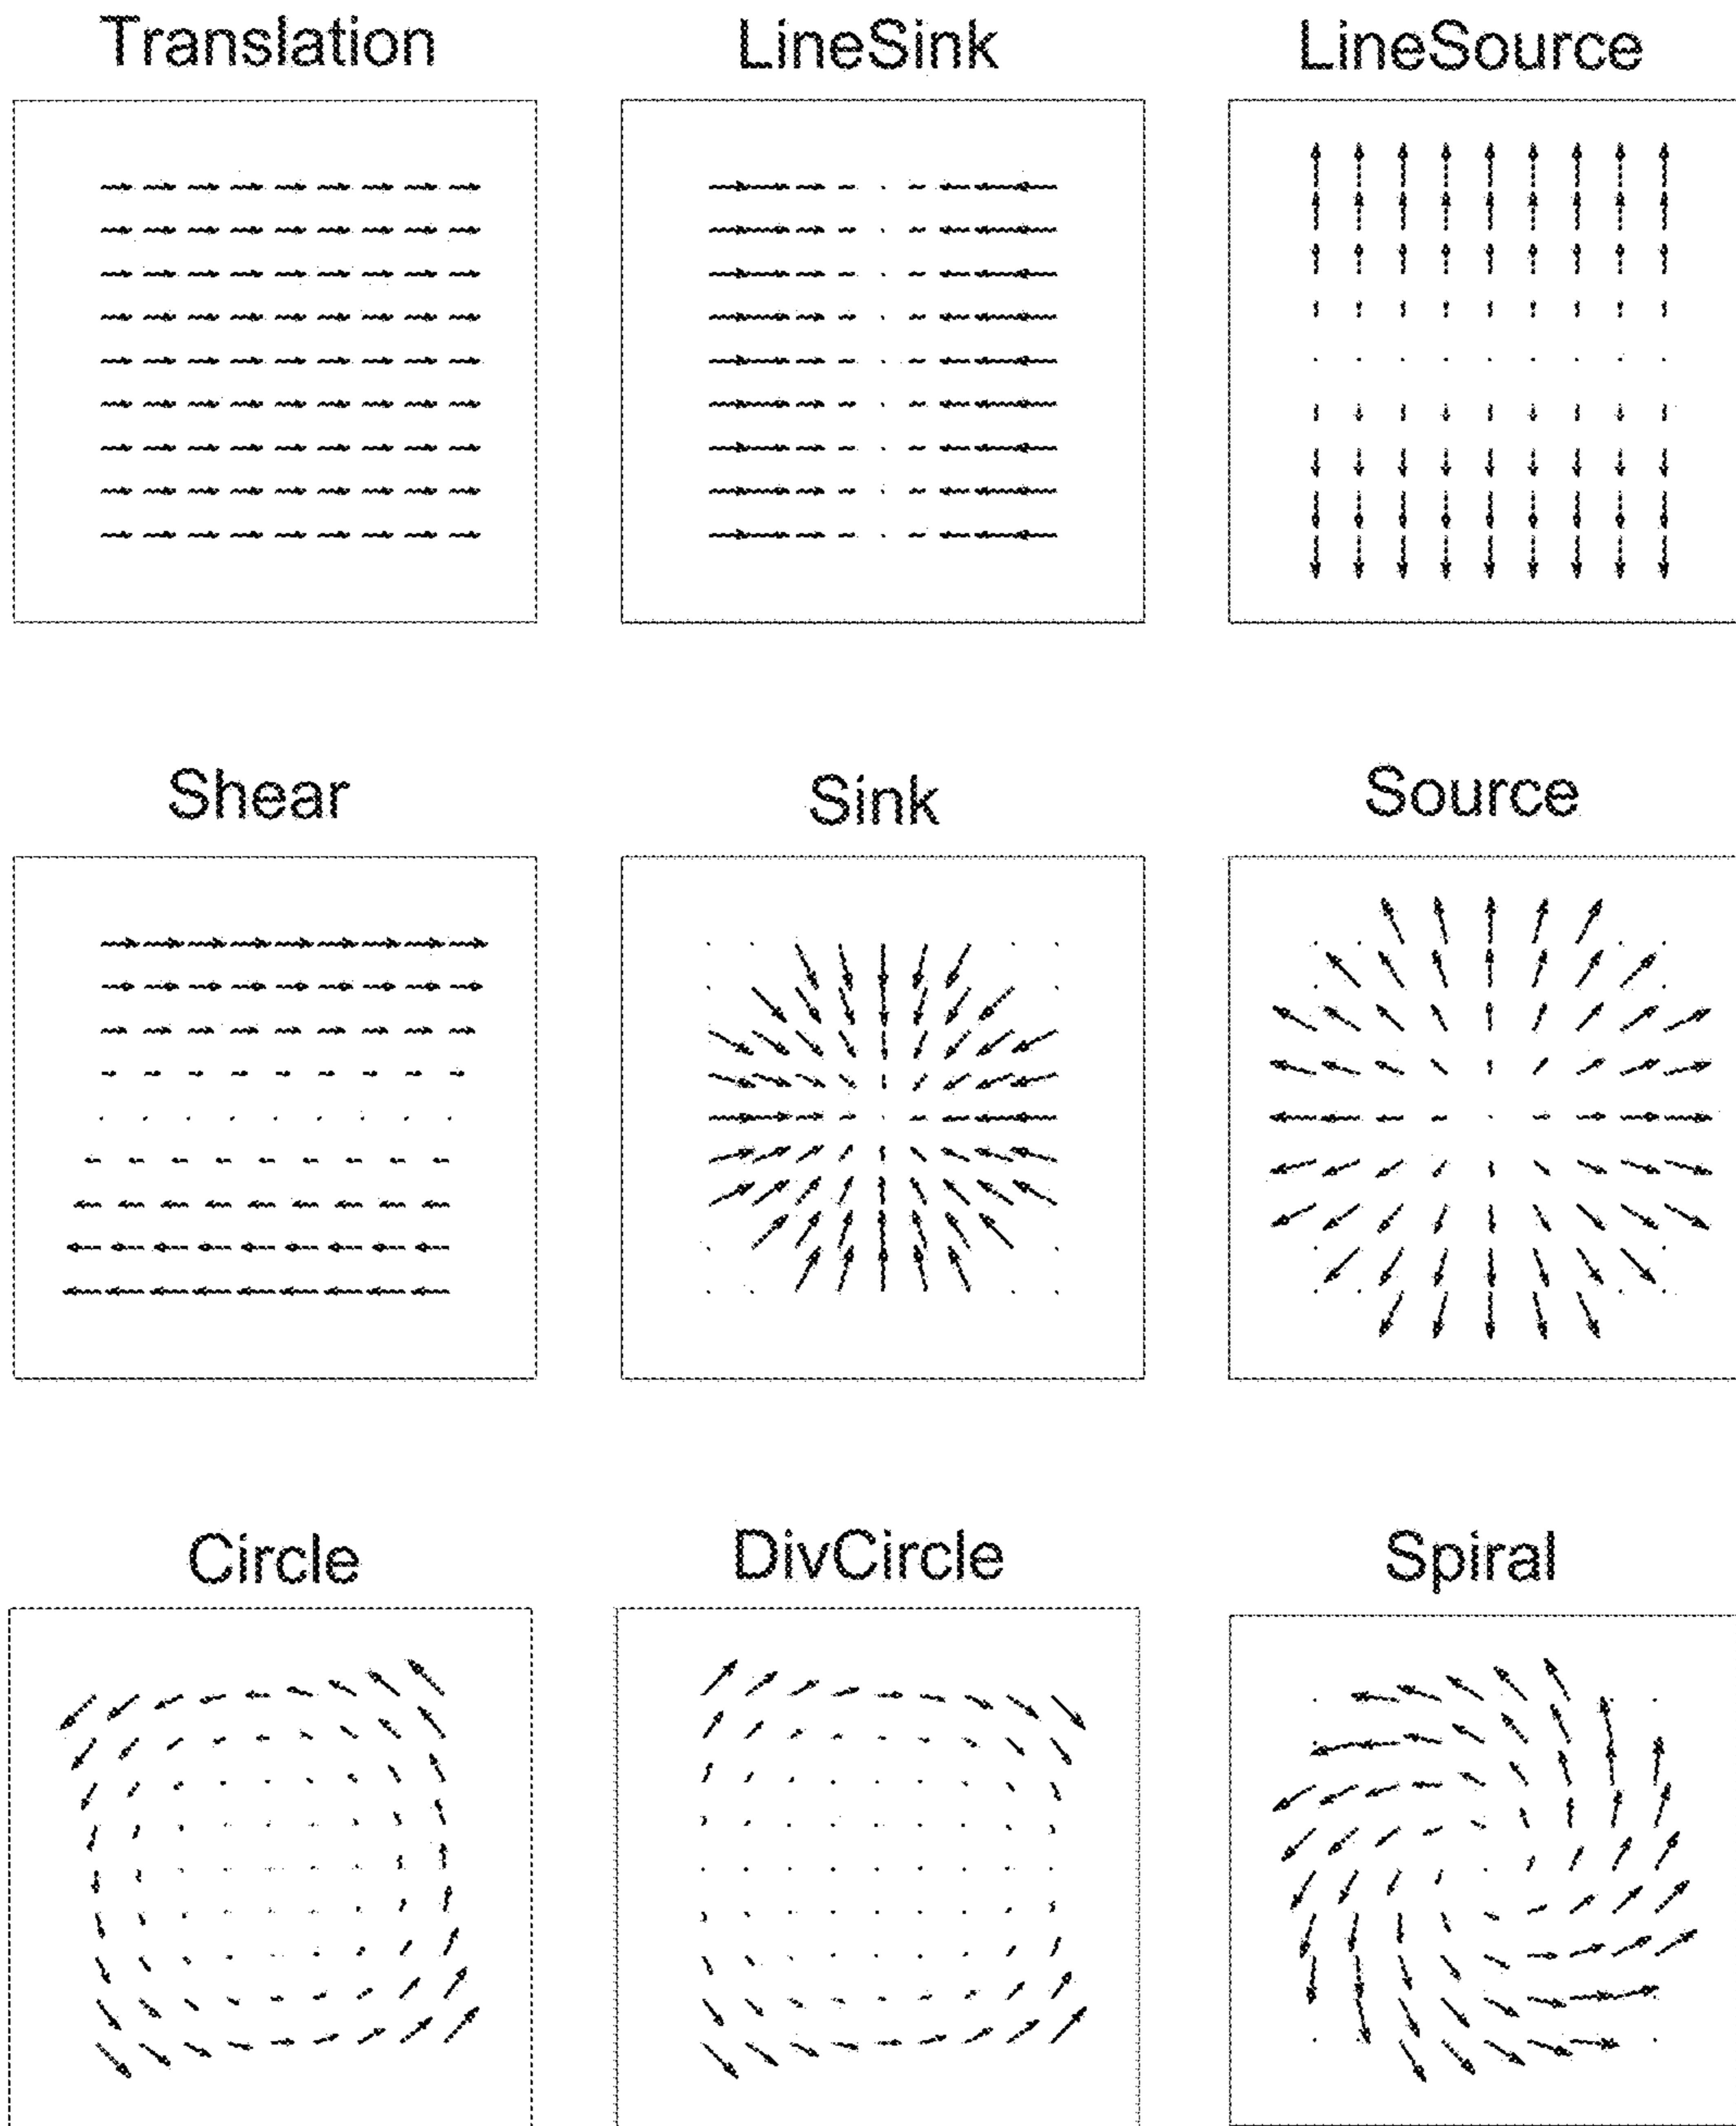 Translation LineSink LineSource
Shear Sink Source
Circle DivCircle Spiral